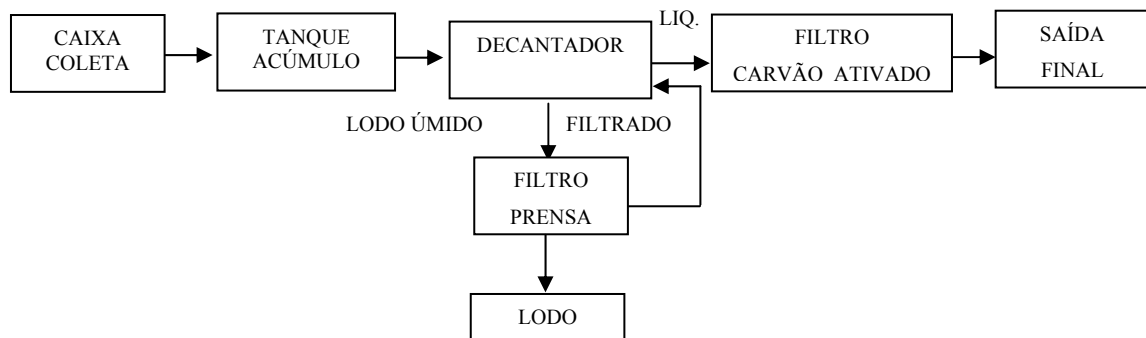 LIQ.
CAIXA
COLETA
TANQUE
ACÚMULO
DECANTADOR
FILTRO
CARVÃO ATIVADO
SAÍDA
FINAL
LODO ÚMIDO
FILTRADO
FILTRO
PRENSA
LODO